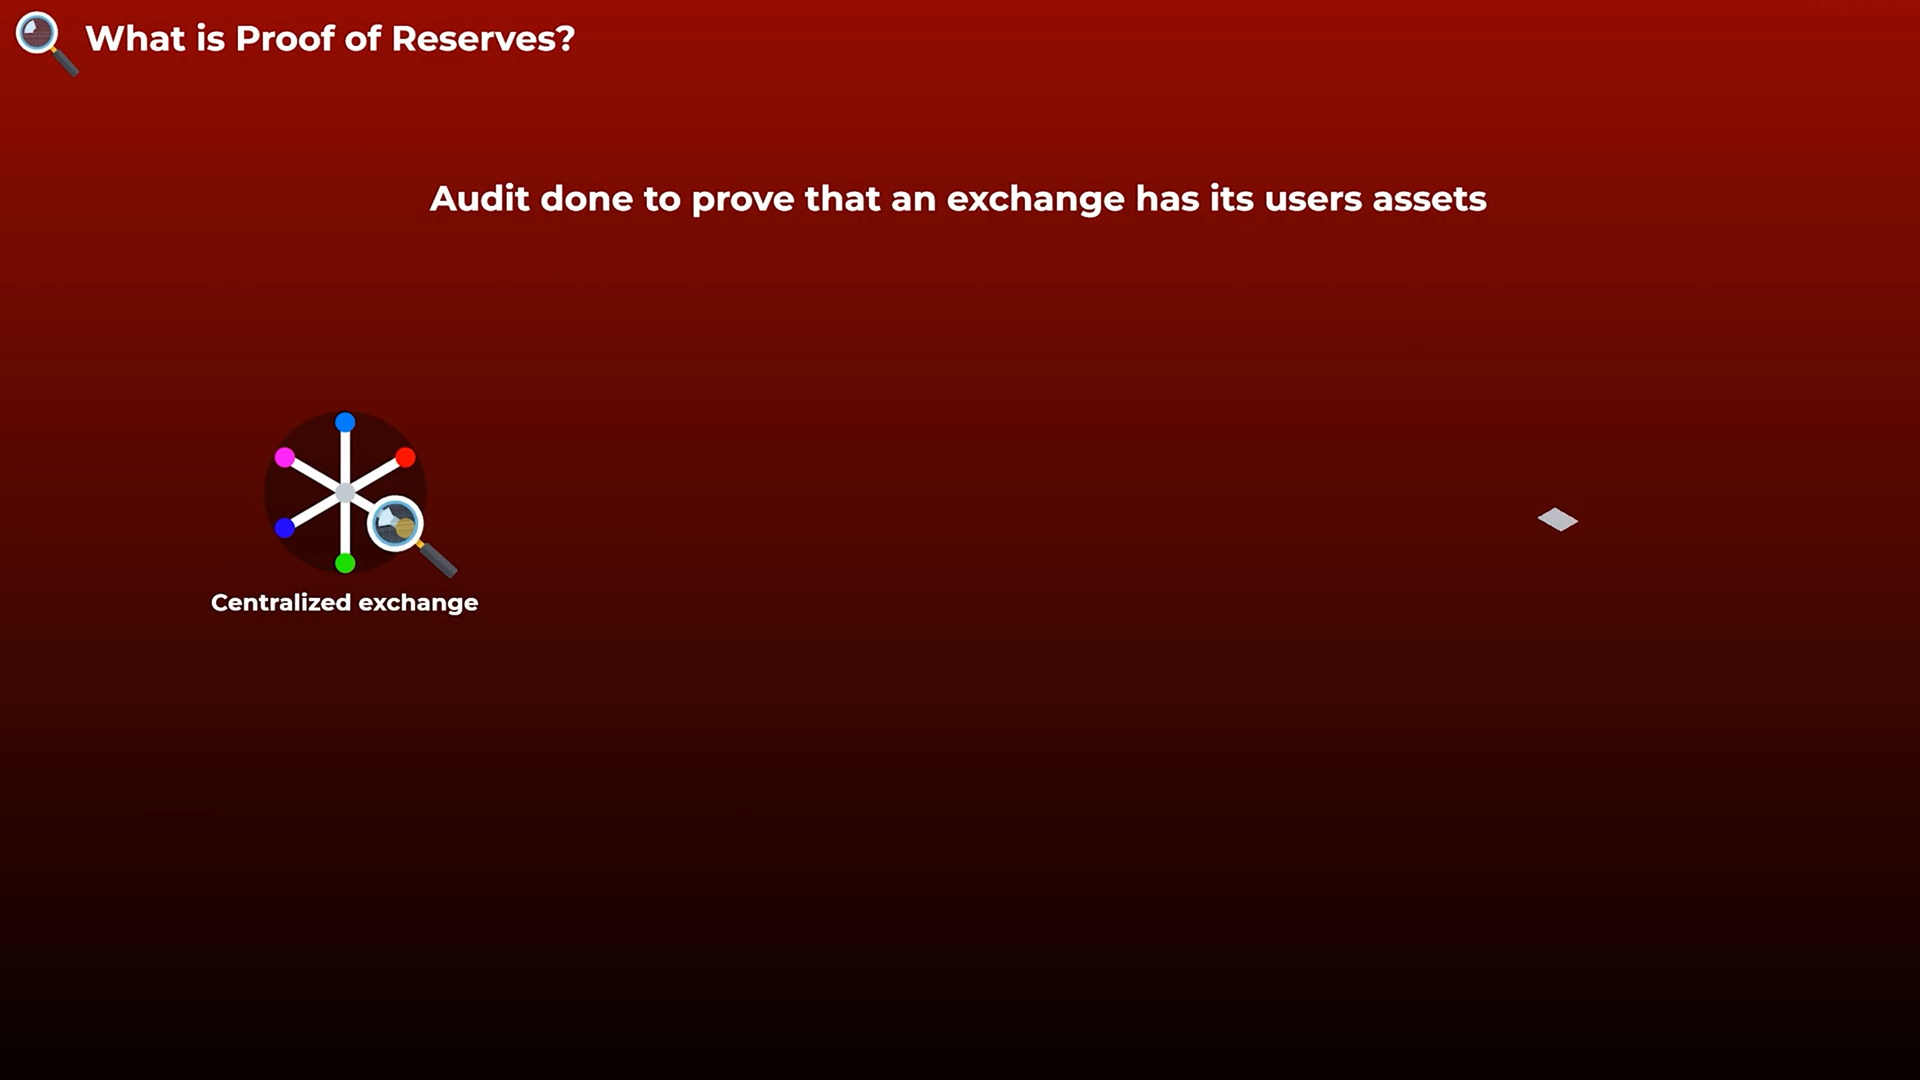 What is Proof of Reserves?
Audit done to prove that an exchange has its users assets
Centralized exchange